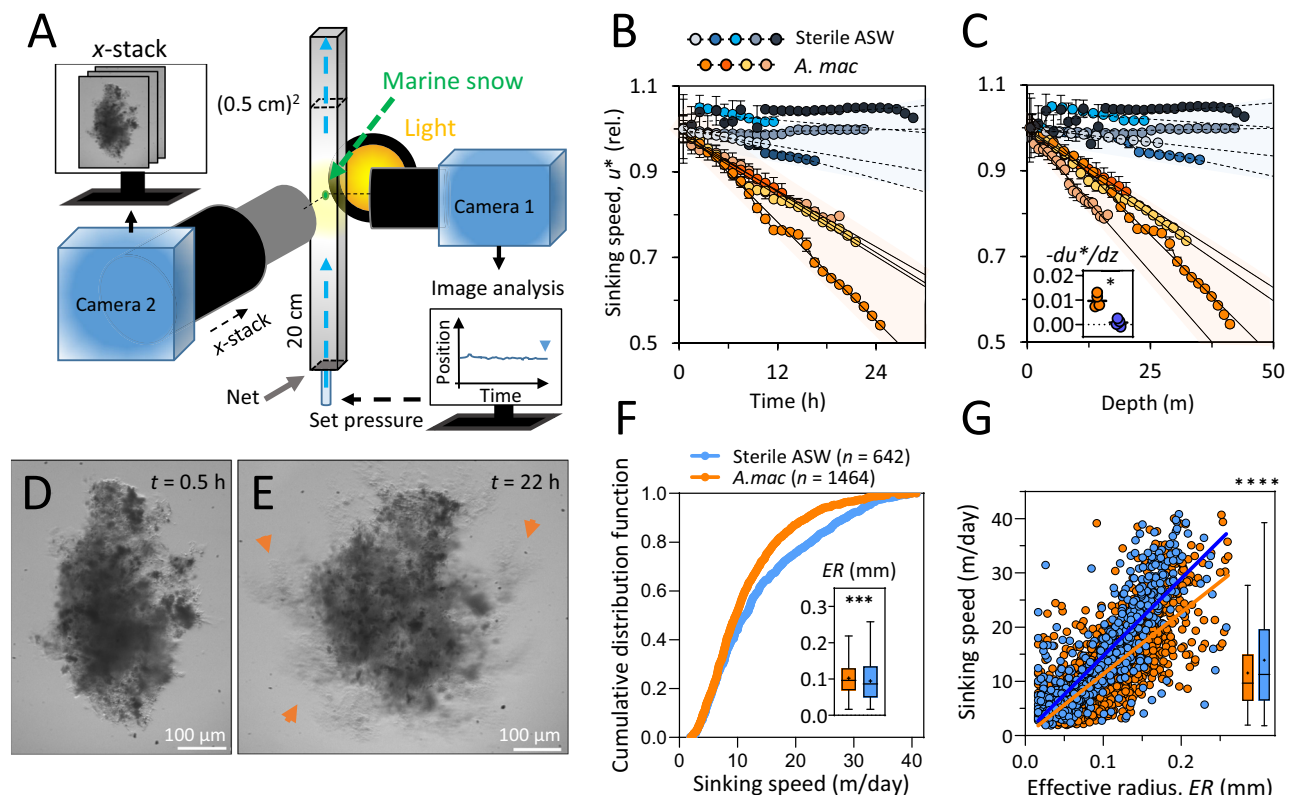 A
x-stack
(0.5 cm)²
Marine snow
Light
Camera 1
Camera 2
x-stack
20 cm
Net
Image analysis
Position
Time
Set pressure
B
Sterile ASW
A. mac
Sinking speed, u* (rel.)
1.1
0.9
0.7
0.5
0
12
24
Time (h)
C
1.1
0.9
0.7
0.5
-du*/dz
0.02
0.01
0.00
*
0
25
50
Depth (m)
D
t = 0.5 h
100 µm
E
t = 22 h
100 µm
F
Sterile ASW (n = 642)
A.mac (n = 1464)
Cumulative distribution function
1.0
0.8
0.6
0.4
0.2
0.0
ER (mm)
0.3
0.2
0.1
0.0
***
0
10
20
30
40
Sinking speed (m/day)
G
****
Sinking speed (m/day)
40
30
20
10
0
0.0
0.1
0.2
Effective radius, ER (mm)